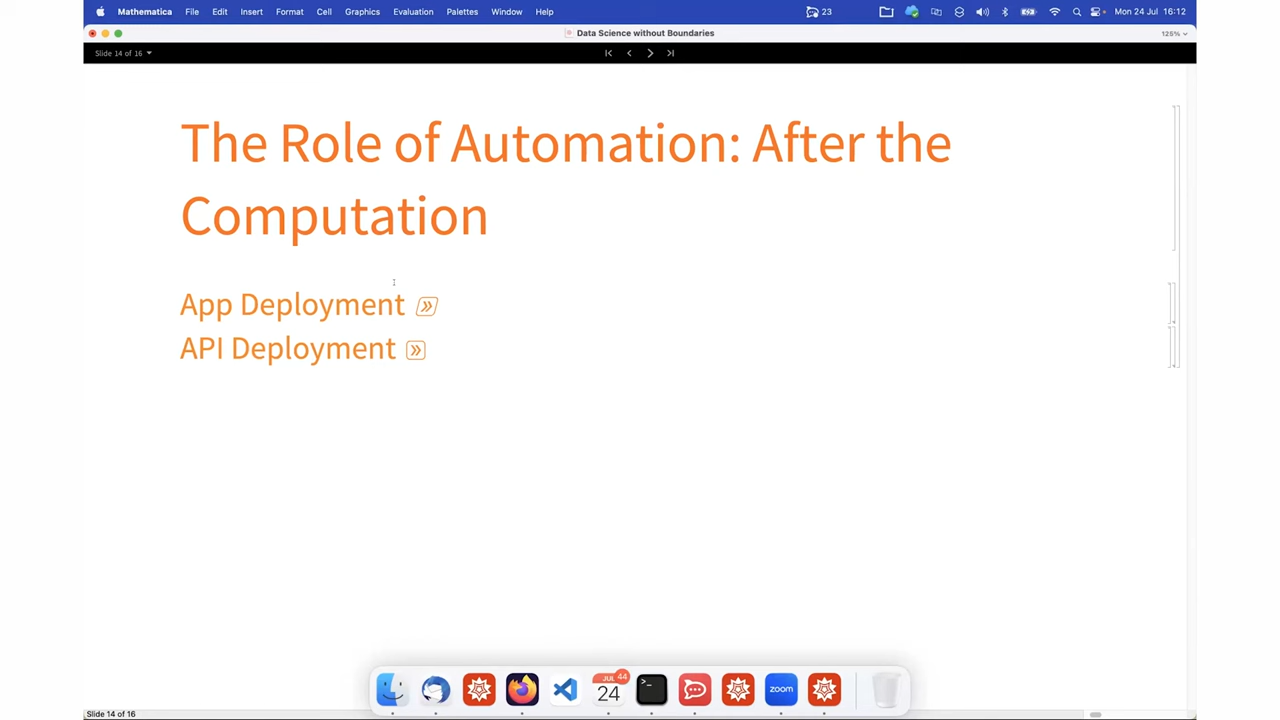 Mathematica File Edit Insert Format Cell Graphics Evaluation Palettes Window Help 23 Mon 24 Jul 16:12
Data Science without Boundaries 125%
Slide 14 of 16
The Role of Automation: After the
Computation
App Deployment
API Deployment
JUL 44
24
zoom
Slide 14 of 16